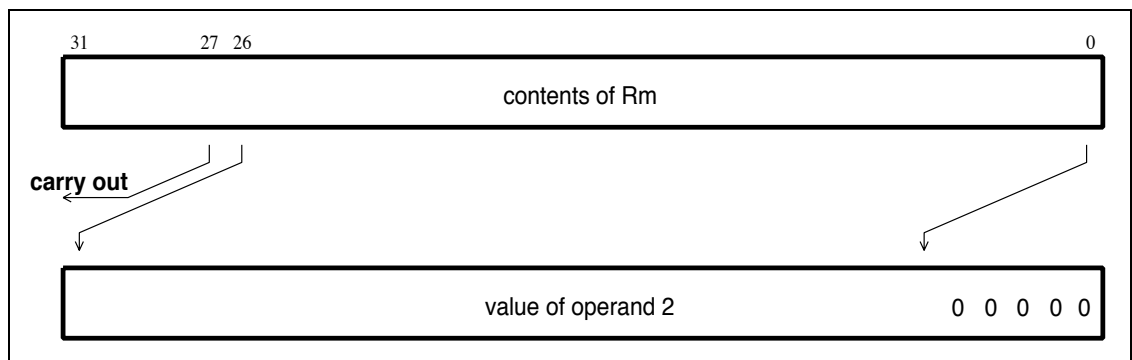 31 27 26 0
contents of Rm
carry out
value of operand 2 0 0 0 0 0